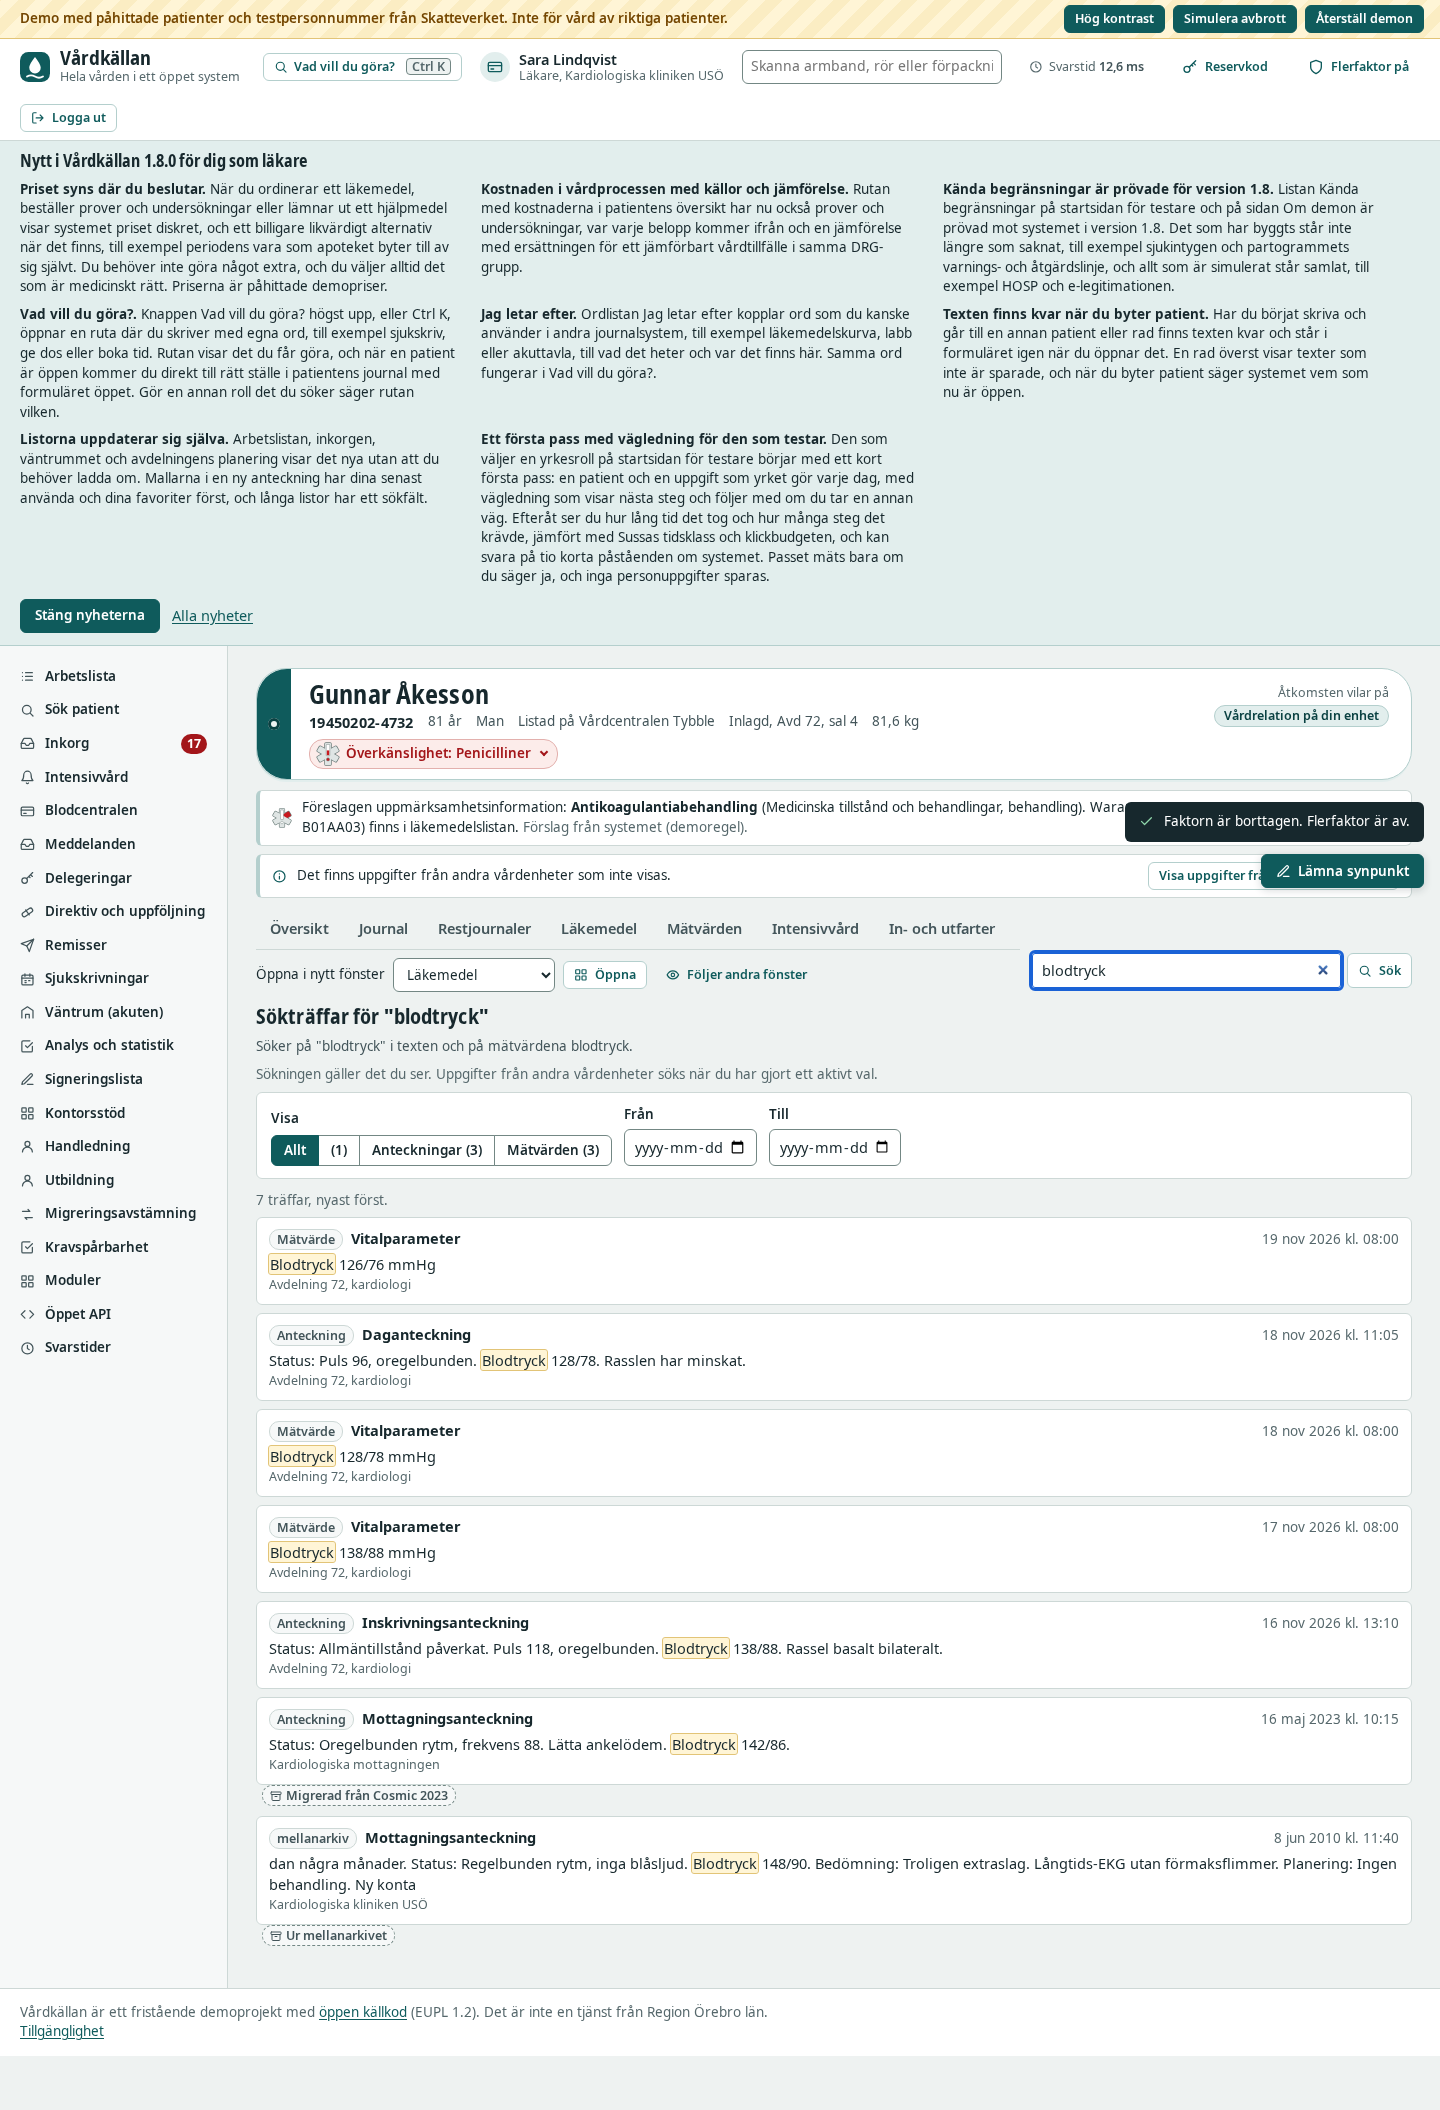 Demo med påhittade patienter och testpersonnummer från Skatteverket. Inte för vård av riktiga patienter.
Hög kontrast
Simulera avbrott
Återställ demon
Vårdkällan
Hela vården i ett öppet system
Vad vill du göra? Ctrl K
Sara Lindqvist
Läkare, Kardiologiska kliniken USÖ
Skanna armband, rör eller förpackni
Svarstid 12,6 ms
Reservkod
Flerfaktor på
Logga ut
Nytt i Vårdkällan 1.8.0 för dig som läkare
Priset syns där du beslutar. När du ordinerar ett läkemedel,
beställer prover och undersökningar eller lämnar ut ett hjälpmedel
visar systemet priset diskret, och ett billigare likvärdigt alternativ
när det finns, till exempel periodens vara som apoteket byter till av
sig självt. Du behöver inte göra något extra, och du väljer alltid det
som är medicinskt rätt. Priserna är påhittade demopriser.
Kostnaden i vårdprocessen med källor och jämförelse. Rutan
med kostnaderna i patientens översikt har nu också prover och
undersökningar, var varje belopp kommer ifrån och en jämförelse
med ersättningen för ett jämförbart vårdtillfälle i samma DRG-
grupp.
Kända begränsningar är prövade för version 1.8. Listan Kända
begränsningar på startsidan för testare och på sidan Om demon är
prövad mot systemet i version 1.8. Det som har byggts står inte
längre som saknat, till exempel sjukintygen och partogrammets
varnings- och åtgärdslinje, och allt som är simulerat står samlat, till
exempel HOSP och e-legitimationen.
Vad vill du göra?. Knappen Vad vill du göra? högst upp, eller Ctrl K,
öppnar en ruta där du skriver med egna ord, till exempel sjukskriv,
ge dos eller boka tid. Rutan visar det du får göra, och när en patient
är öppen kommer du direkt till rätt ställe i patientens journal med
formuläret öppet. Gör en annan roll det du söker säger rutan
vilken.
Jag letar efter. Ordlistan Jag letar efter kopplar ord som du kanske
använder i andra journalsystem, till exempel läkemedelskurva, labb
eller akuttavla, till vad det heter och var det finns här. Samma ord
fungerar i Vad vill du göra?.
Texten finns kvar när du byter patient. Har du börjat skriva och
går till en annan patient eller rad finns texten kvar och står i
formuläret igen när du öppnar det. En rad överst visar texter som
inte är sparade, och när du byter patient säger systemet vem som
nu är öppen.
Listorna uppdaterar sig själva. Arbetslistan, inkorgen,
väntrummet och avdelningens planering visar det nya utan att du
behöver ladda om. Mallarna i en ny anteckning har dina senast
använda och dina favoriter först, och långa listor har ett sökfält.
Ett första pass med vägledning för den som testar. Den som
väljer en yrkesroll på startsidan för testare börjar med ett kort
första pass: en patient och en uppgift som yrket gör varje dag, med
vägledning som visar nästa steg och följer med om du tar en annan
väg. Efteråt ser du hur lång tid det tog och hur många steg det
krävde, jämfört med Sussas tidsklass och klickbudgeten, och kan
svara på tio korta påståenden om systemet. Passet mäts bara om
du säger ja, och inga personuppgifter sparas.
Stäng nyheterna
Alla nyheter
Arbetslista
Sök patient
Inkorg 17
Intensivvård
Blodcentralen
Meddelanden
Delegeringar
Direktiv och uppföljning
Remisser
Sjukskrivningar
Väntrum (akuten)
Analys och statistik
Signeringslista
Kontorsstöd
Handledning
Utbildning
Migreringsavstämning
Kravspårbarhet
Moduler
Öppet API
Svarstider
Gunnar Åkesson
19450202-4732 81 år Man Listad på Vårdcentralen Tybble Inlagd, Avd 72, sal 4 81,6 kg
Överkänslighet: Penicilliner
Åtkomsten vilar på
Vårdrelation på din enhet
Föreslagen uppmärksamhetsinformation: Antikoagulantiabehandling (Medicinska tillstånd och behandlingar, behandling). Wara
B01AA03) finns i läkemedelslistan. Förslag från systemet (demoregel).
Faktorn är borttagen. Flerfaktor är av.
Det finns uppgifter från andra vårdenheter som inte visas.
Visa uppgifter frå
Lämna synpunkt
Översikt
Journal
Restjournaler
Läkemedel
Mätvärden
Intensivvård
In- och utfarter
Öppna i nytt fönster
Läkemedel
Öppna
Följer andra fönster
blodtryck
Sök
Sökträffar för "blodtryck"
Söker på "blodtryck" i texten och på mätvärdena blodtryck.
Sökningen gäller det du ser. Uppgifter från andra vårdenheter söks när du har gjort ett aktivt val.
Visa
Allt
(1)
Anteckningar (3)
Mätvärden (3)
Från
yyyy-mm-dd
Till
yyyy-mm-dd
7 träffar, nyast först.
Mätvärde Vitalparameter 19 nov 2026 kl. 08:00
Blodtryck 126/76 mmHg
Avdelning 72, kardiologi
Anteckning Daganteckning 18 nov 2026 kl. 11:05
Status: Puls 96, oregelbunden. Blodtryck 128/78. Rasslen har minskat.
Avdelning 72, kardiologi
Mätvärde Vitalparameter 18 nov 2026 kl. 08:00
Blodtryck 128/78 mmHg
Avdelning 72, kardiologi
Mätvärde Vitalparameter 17 nov 2026 kl. 08:00
Blodtryck 138/88 mmHg
Avdelning 72, kardiologi
Anteckning Inskrivningsanteckning 16 nov 2026 kl. 13:10
Status: Allmäntillstånd påverkat. Puls 118, oregelbunden. Blodtryck 138/88. Rassel basalt bilateralt.
Avdelning 72, kardiologi
Anteckning Mottagningsanteckning 16 maj 2023 kl. 10:15
Status: Oregelbunden rytm, frekvens 88. Lätta ankelödem. Blodtryck 142/86.
Kardiologiska mottagningen
Migrerad från Cosmic 2023
mellanarkiv Mottagningsanteckning 8 jun 2010 kl. 11:40
dan några månader. Status: Regelbunden rytm, inga blåsljud. Blodtryck 148/90. Bedömning: Troligen extraslag. Långtids-EKG utan förmaksflimmer. Planering: Ingen
behandling. Ny konta
Kardiologiska kliniken USÖ
Ur mellanarkivet
Vårdkällan är ett fristående demoprojekt med öppen källkod (EUPL 1.2). Det är inte en tjänst från Region Örebro län.
Tillgänglighet